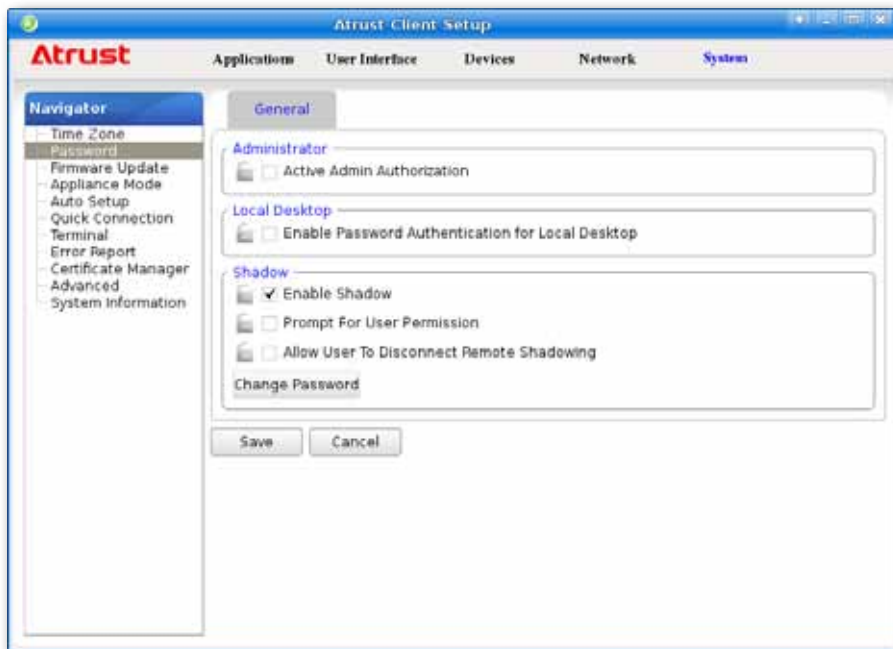 Atrust Client Setup
Atrust
Applications User Interface Devices Network System
Navigator
Time Zone
Password
Firmware Update
Appliance Mode
Auto Setup
Quick Connection
Terminal
Error Report
Certificate Manager
Advanced
System Information
General
Administrator
Active Admin Authorization
Local Desktop
Enable Password Authentication for Local Desktop
Shadow
Enable Shadow
Prompt For User Permission
Allow User To Disconnect Remote Shadowing
Change Password
Save Cancel